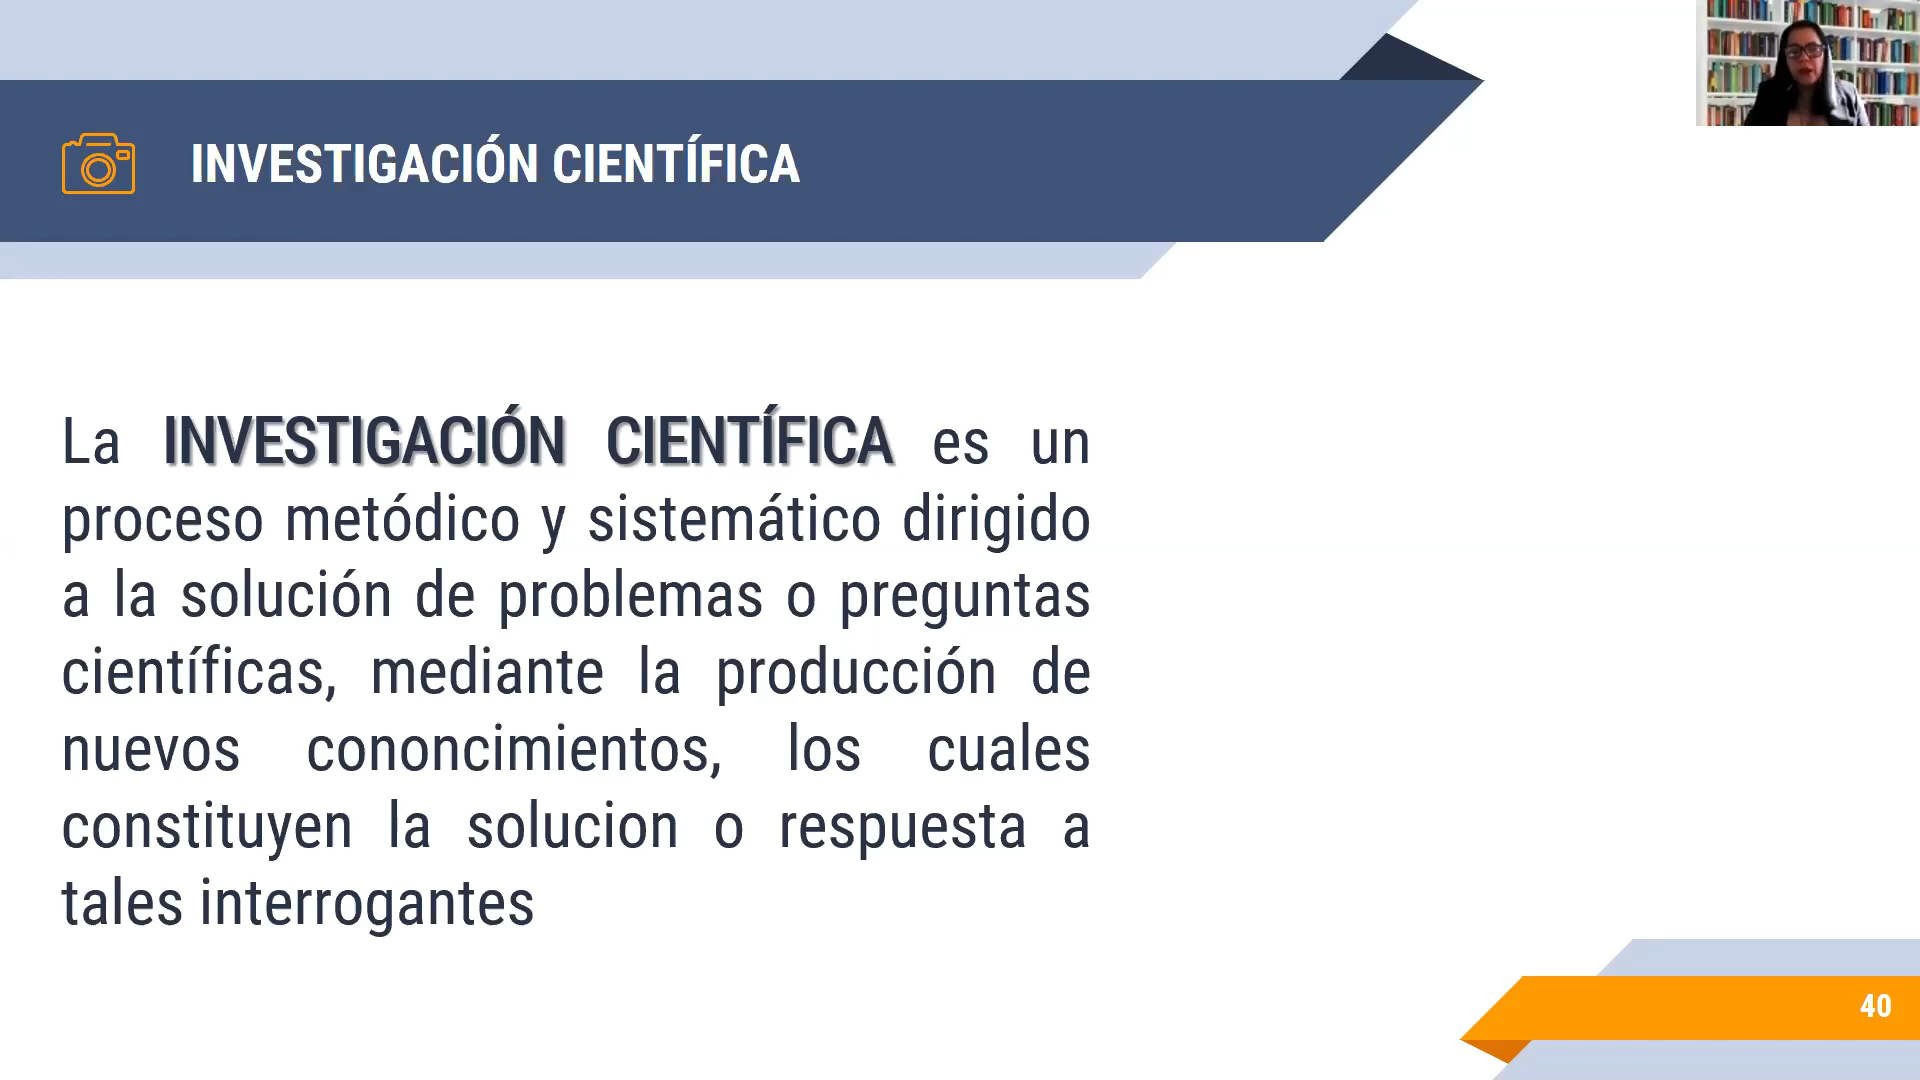 INVESTIGACIÓN CIENTÍFICA
La INVESTIGACIÓN CIENTÍFICA es un
proceso metódico y sistemático dirigido
a la solución de problemas o preguntas
científicas, mediante la producción de
nuevos cononcimientos, los cuales
constituyen la solucion o respuesta a
tales interrogantes
40